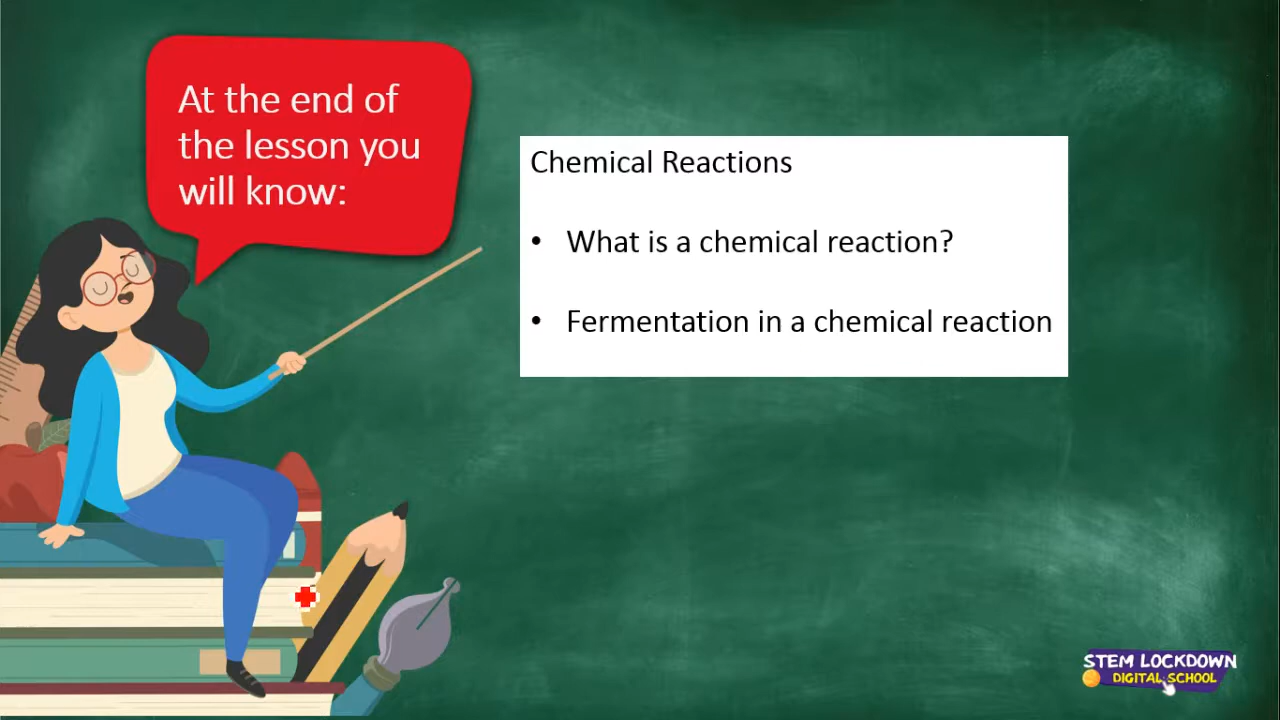 At the end of
the lesson you
will know:
Chemical Reactions
• What is a chemical reaction?
• Fermentation in a chemical reaction
STEM LOCKDOWN
DIGITAL SCHOOL